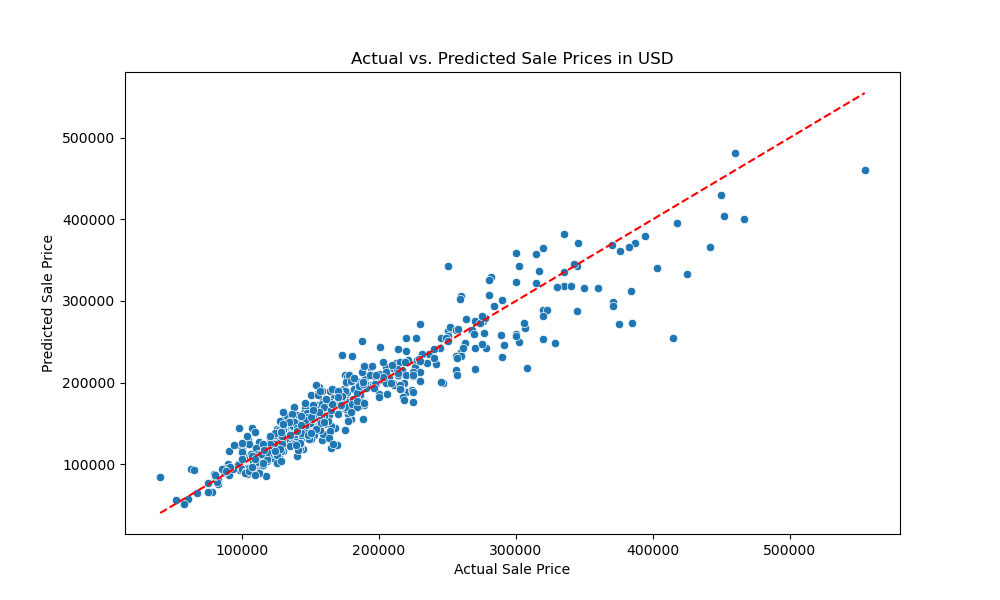 Actual vs. Predicted Sale Prices in USD
500000
400000
300000
200000
100000
Predicted Sale Price
100000 200000 300000 400000 500000
Actual Sale Price